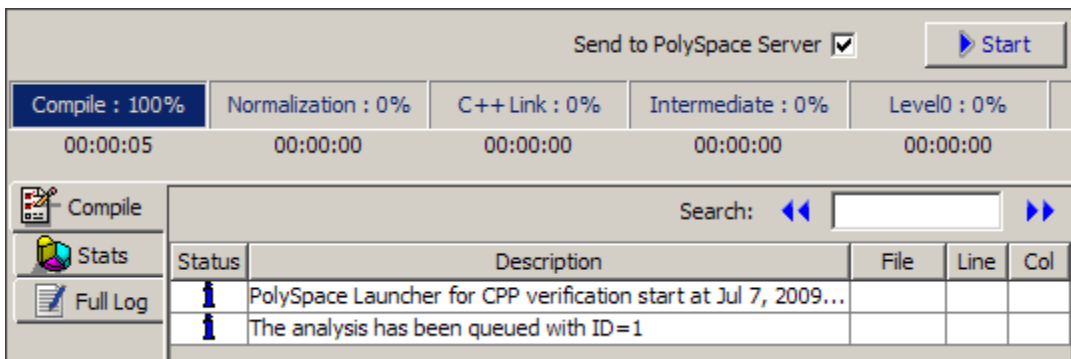 Send to PolySpace Server Start
Compile : 100% Normalization : 0% C++ Link : 0% Intermediate : 0% Level0 : 0%
00:00:05 00:00:00 00:00:00 00:00:00 00:00:00
Compile Search:
Stats Status Description File Line Col
Full Log PolySpace Launcher for CPP verification start at Jul 7, 2009...
The analysis has been queued with ID=1